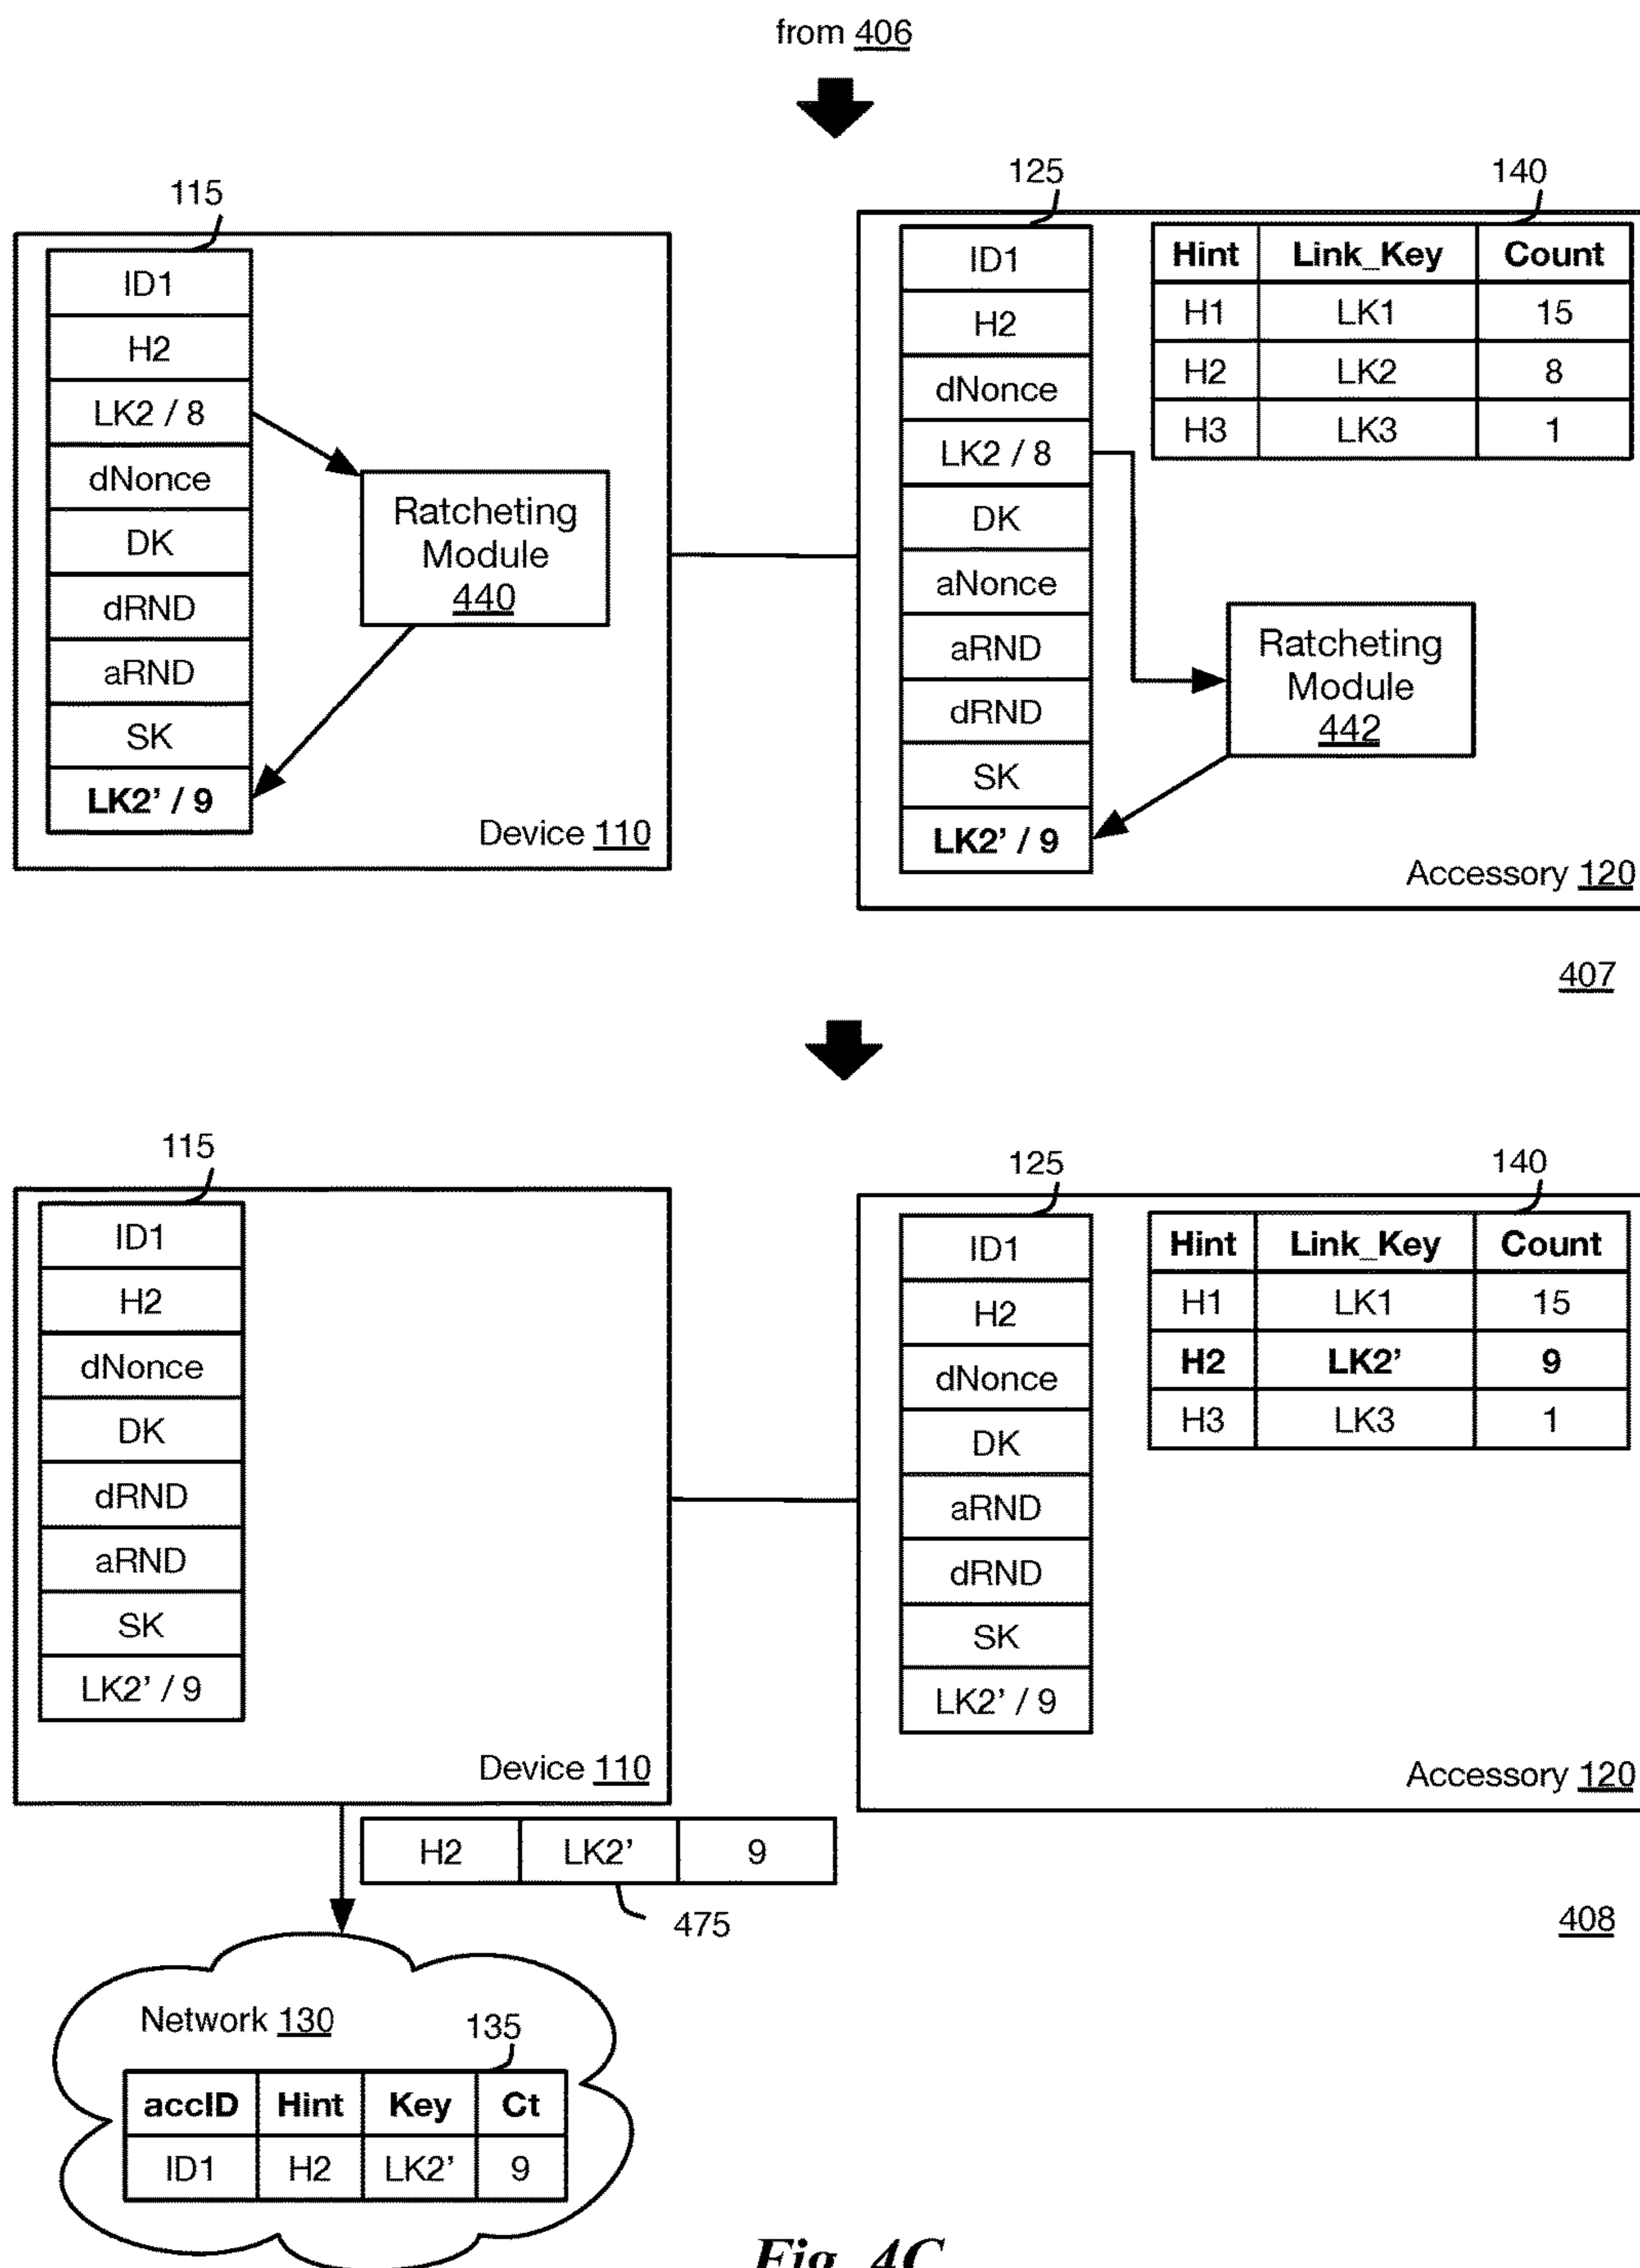 from 406
115
ID1
H2
LK2 / 8
dNonce
DK
dRND
aRND
SK
LK2' / 9
Ratcheting
Module
440
Device 110
125
ID1
H2
dNonce
LK2 / 8
DK
aNonce
aRND
dRND
SK
LK2' / 9
140
Hint Link_Key Count
H1 LK1 15
H2 LK2 8
H3 LK3 1
Ratcheting
Module
442
Accessory 120
407
115
ID1
H2
dNonce
DK
dRND
aRND
SK
LK2' / 9
Device 110
125
ID1
H2
dNonce
DK
aRND
dRND
SK
LK2' / 9
140
Hint Link_Key Count
H1 LK1 15
H2 LK2' 9
H3 LK3 1
Accessory 120
H2 LK2' 9
475
408
Network 130
135
accID Hint Key Ct
ID1 H2 LK2' 9
Fig. 4C